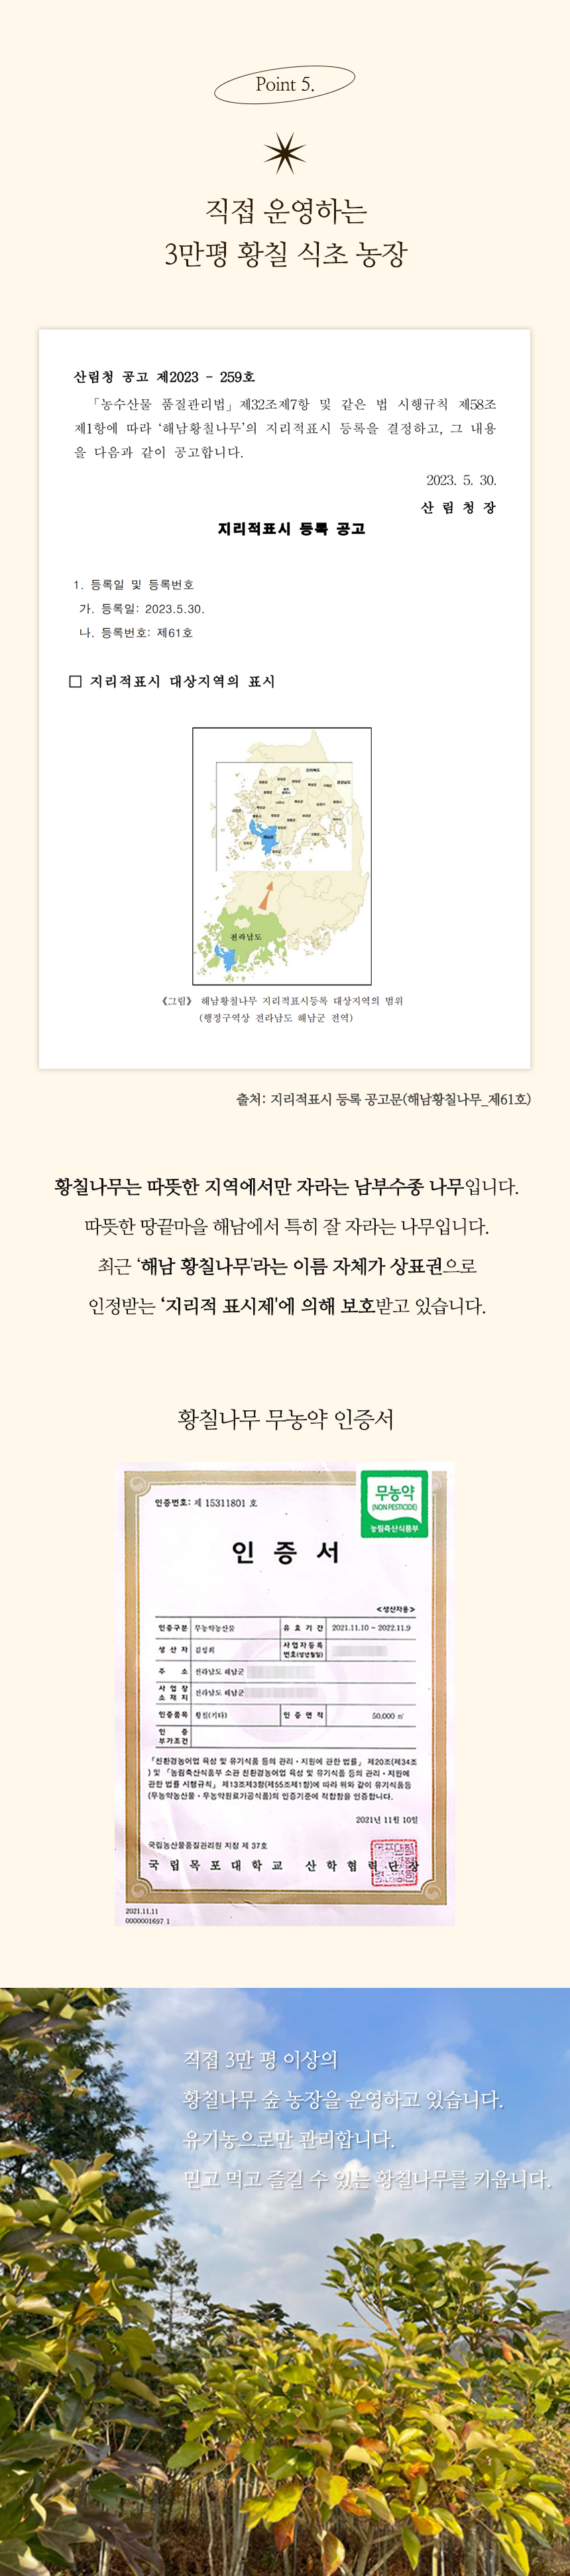 Point 5.
직접 운영하는
3만평 황칠 식초 농장
산림청 공고 제2023 - 259호
「농수산물 품질관리법」제32조제7항 및 같은 법 시행규칙 제58조
제1항에 따라 ‘해남황칠나무’의 지리적표시 등록을 결정하고, 그 내용
을 다음과 같이 공고합니다.
2023. 5. 30.
산 림 청 장
지리적표시 등록 공고
1. 등록일 및 등록번호
가. 등록일: 2023.5.30.
나. 등록번호: 제61호
□ 지리적표시 대상지역의 표시
전라북도
경상남도
해남군
전라남도
《그림》 해남황칠나무 지리적표시등록 대상지역의 범위
(행정구역상 전라남도 해남군 전역)
출처: 지리적표시 등록 공고문(해남황칠나무_제61호)
황칠나무는 따뜻한 지역에서만 자라는 남부수종 나무입니다.
따뜻한 땅끝마을 해남에서 특히 잘 자라는 나무입니다.
최근 ‘해남 황칠나무'라는 이름 자체가 상표권으로
인정받는 ‘지리적 표시제'에 의해 보호받고 있습니다.
황칠나무 무농약 인증서
무농약
(NON PESTICIDE)
농림축산식품부
인증번호: 제 15311801 호
인 증 서
<생산자용>
인증구분 무농약농산물 유 효 기 간 2021.11.10 ~ 2022.11.9
생 산 자 김성희 사업자등록
번호(생년월일)
주 소 전라남도 해남군
사 업 장
소 재 지 전라남도 해남군
인증품목 황칠(기타) 인 증 면 적 50,000 ㎡
인 증
부가조건
「친환경농어업 육성 및 유기식품 등의 관리ㆍ지원에 관한 법률」 제20조(제34조
) 및 「농림축산식품부 소관 친환경농어업 육성 및 유기식품 등의 관리ㆍ지원에
관한 법률 시행규칙」 제13조제3항(제55조제1항)에 따라 위와 같이 유기식품등
(무농약농산물ㆍ무농약원료가공식품)의 인증기준에 적합함을 인증합니다.
2021년 11월 10일
국립농산물품질관리원 지정 제 37호
국 립 목 포 대 학 교 산 학 협 력 단 장
2021.11.11
0000001697 1
직접 3만 평 이상의
황칠나무 숲 농장을 운영하고 있습니다.
유기농으로만 관리합니다.
믿고 먹고 즐길 수 있는 황칠나무를 키웁니다.